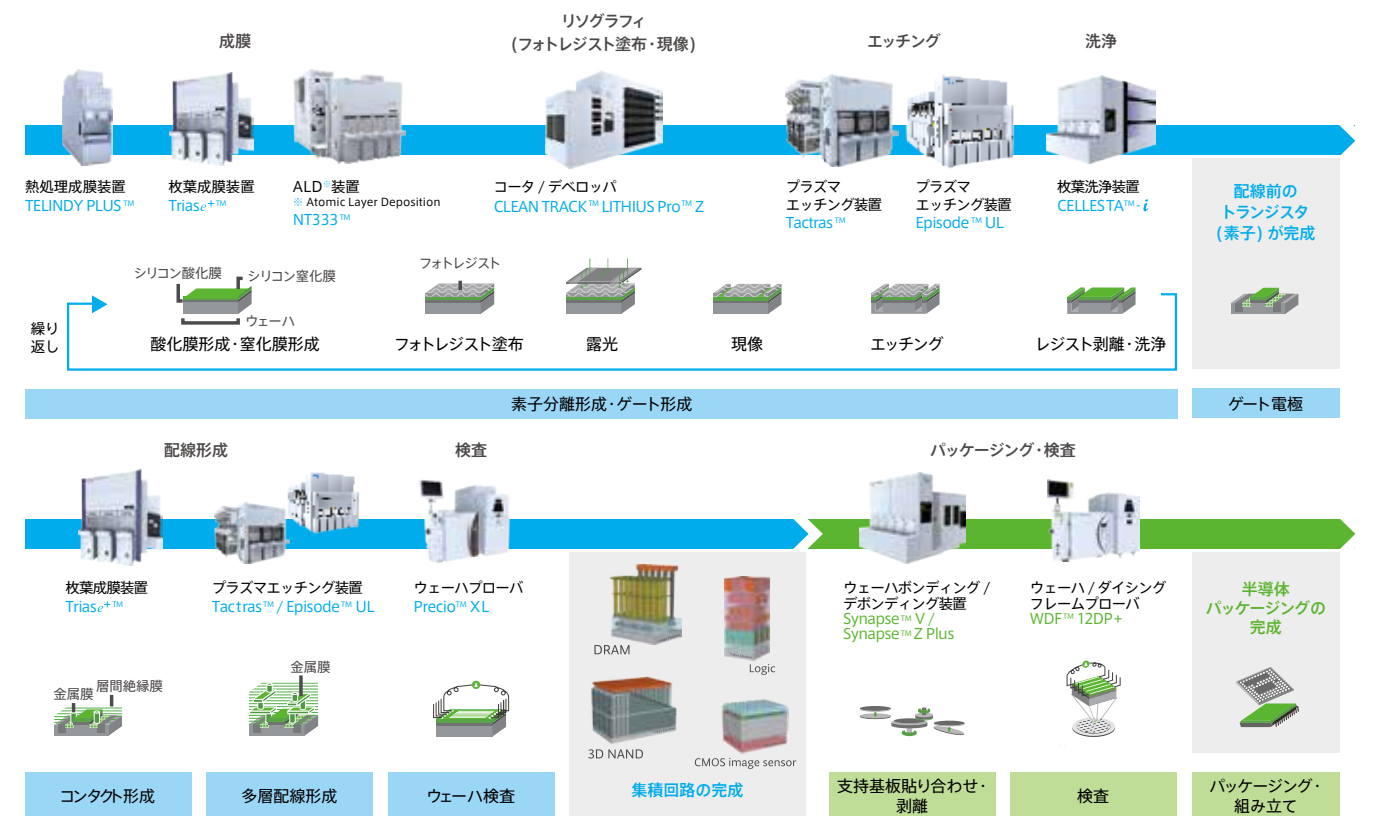 成膜
リソグラフィ
(フォトレジスト塗布・現像)
エッチング
洗浄
熱処理成膜装置
TELINDY PLUS™
枚葉成膜装置
Triase+™
ALD※装置
※ Atomic Layer Deposition
NT333™
コータ / デベロッパ
CLEAN TRACK™ LITHIUS Pro™ Z
プラズマ
エッチング装置
Tactras™
プラズマ
エッチング装置
Episode™ UL
枚葉洗浄装置
CELLESTA™-i
配線前の
トランジスタ
(素子) が完成
シリコン酸化膜
シリコン窒化膜
ウェーハ
フォトレジスト
繰り
返し
酸化膜形成・窒化膜形成
フォトレジスト塗布
露光
現像
エッチング
レジスト剥離・洗浄
素子分離形成・ゲート形成
ゲート電極
配線形成
検査
パッケージング・検査
枚葉成膜装置
Triase+™
プラズマエッチング装置
Tactras™ / Episode™ UL
ウェーハプローバ
Precio™ XL
DRAM
Logic
3D NAND
CMOS image sensor
集積回路の完成
ウェーハボンディング /
デボンディング装置
Synapse™ V /
Synapse™ Z Plus
ウェーハ / ダイシング
フレームプローバ
WDF™ 12DP+
半導体
パッケージングの
完成
金属膜
層間絶縁膜
金属膜
コンタクト形成
多層配線形成
ウェーハ検査
支持基板貼り合わせ・
剥離
検査
パッケージング・
組み立て